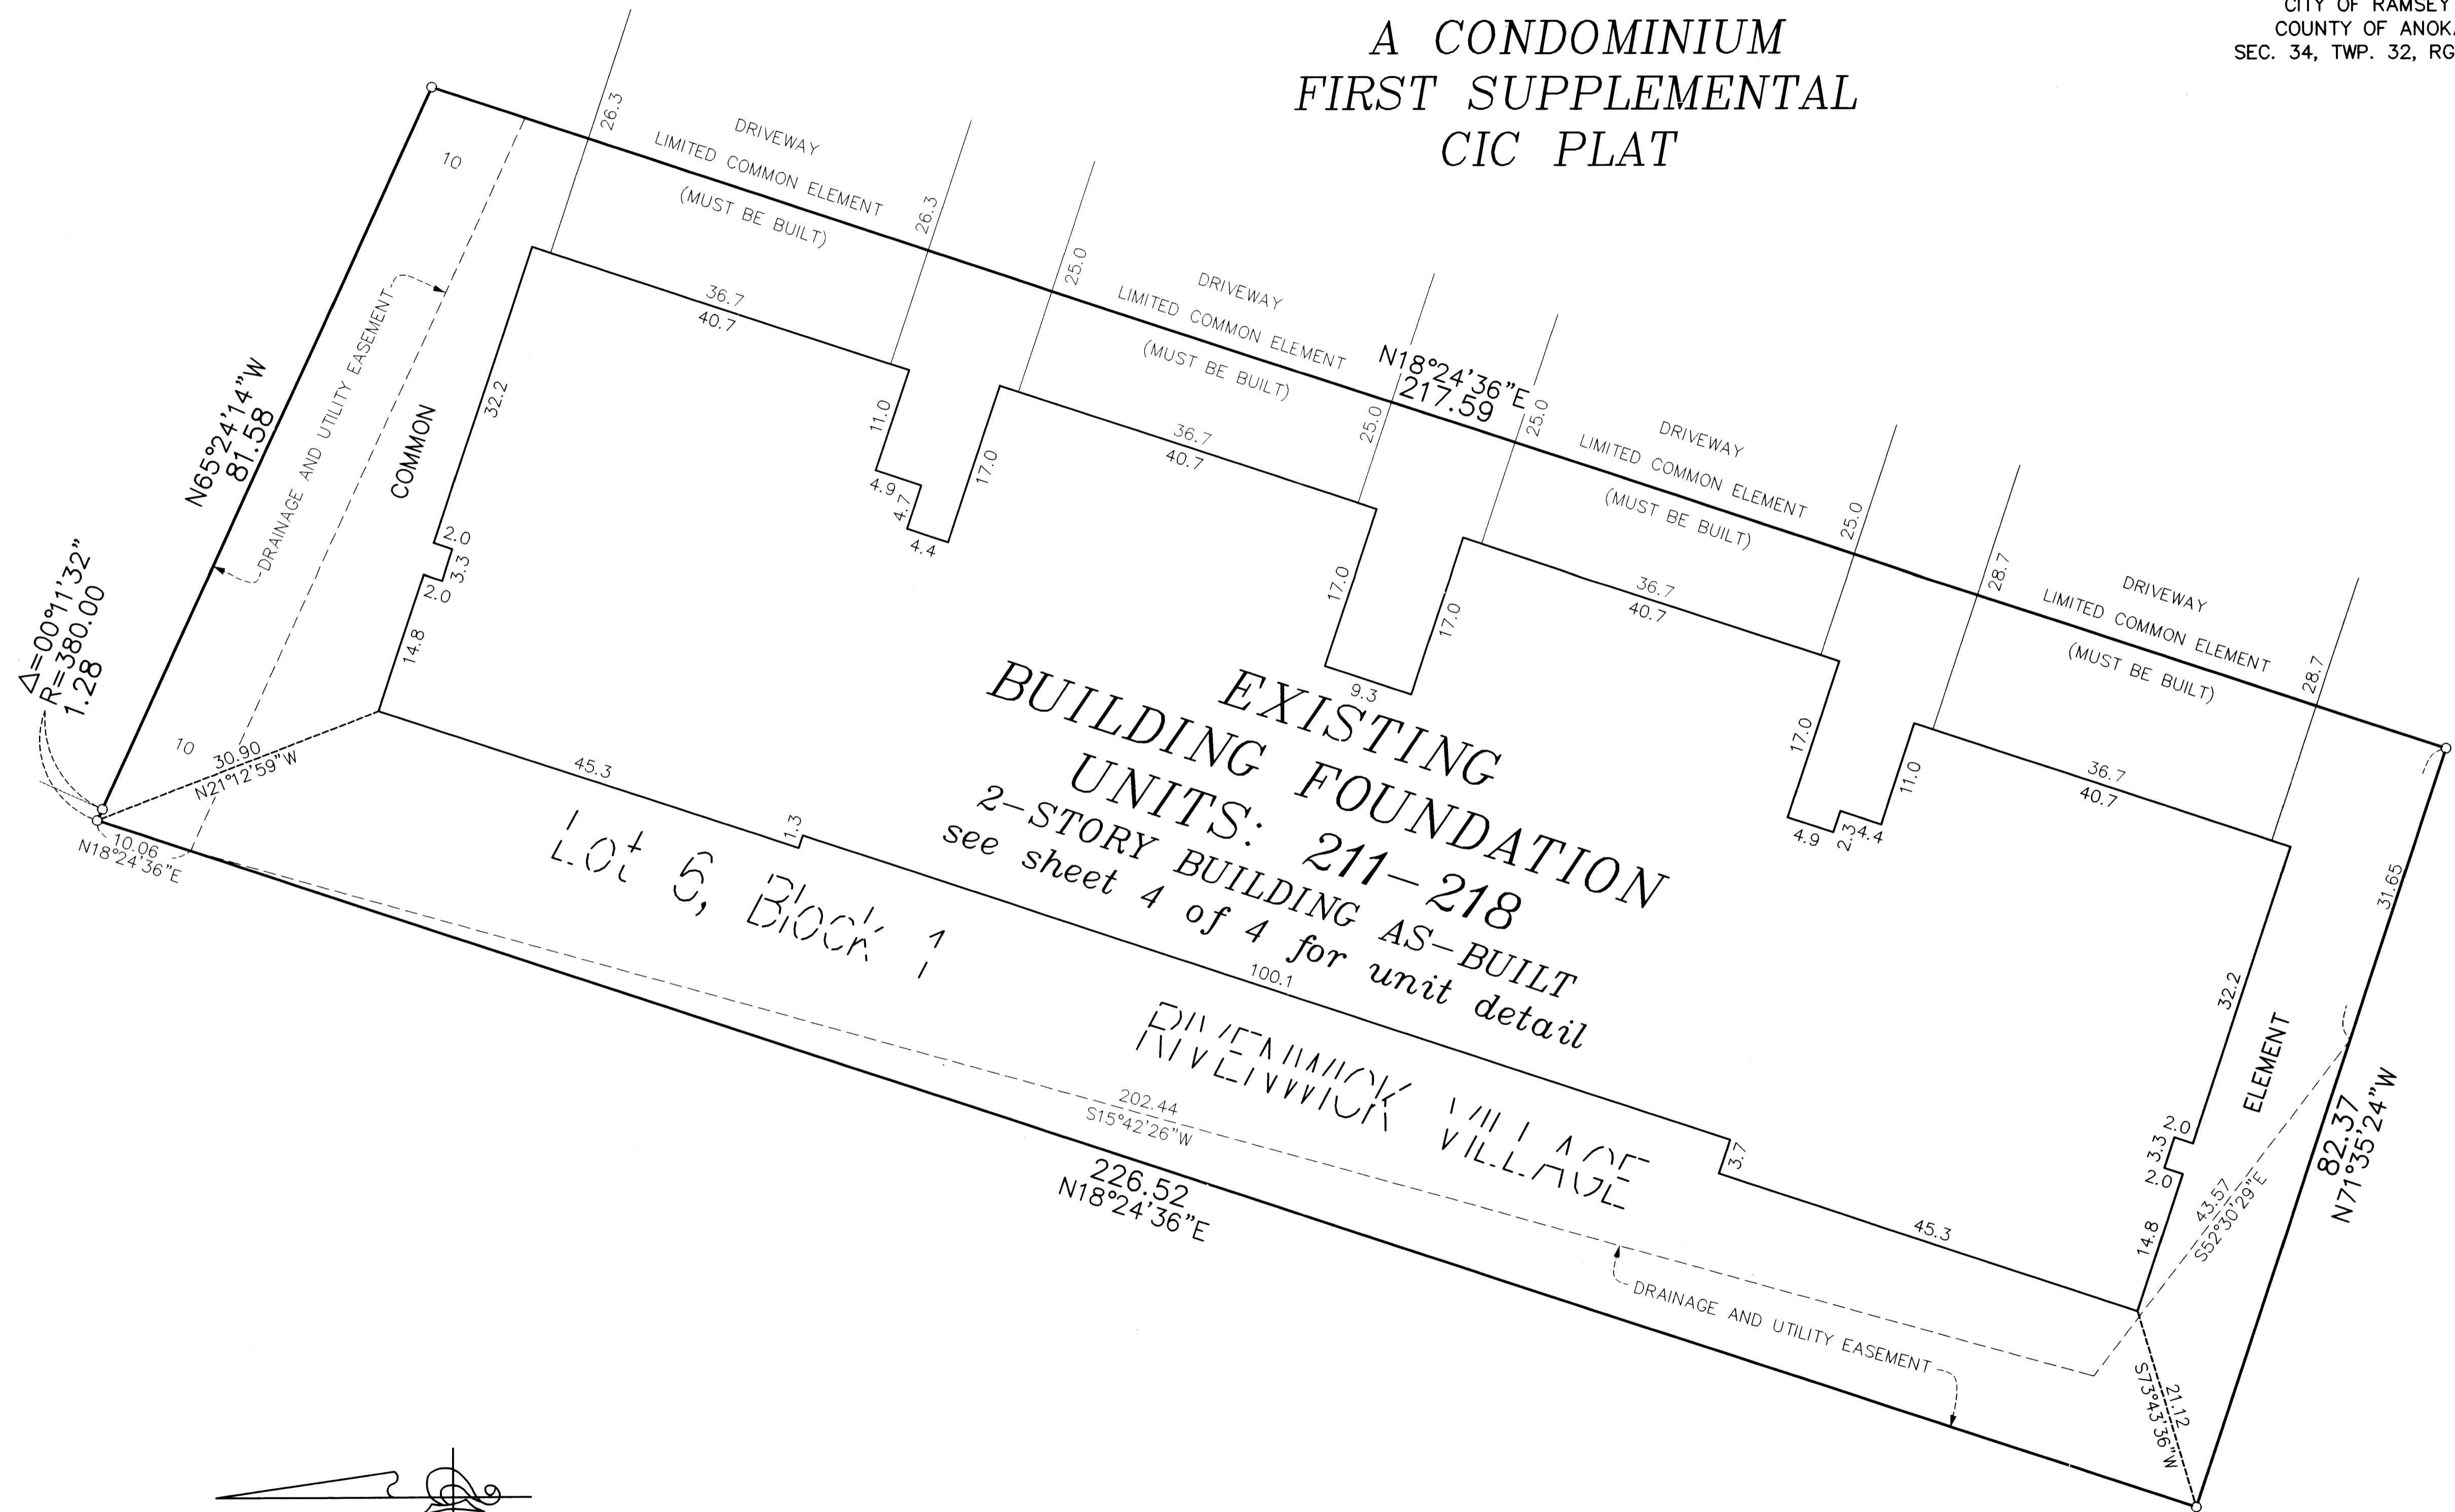 A CONDOMINIUM
FIRST SUPPLEMENTAL
CIC PLAT
CITY OF RAMSEY
COUNTY OF
SEC. 34, TWP. 32,
26.3
DRIVEWAY
LIMITED COMMON ELEMENT
(MUST BE BUILT)
26.3
25.0
DRIVEWAY
LIMITED COMMON ELEMENT
(MUST BE BUILT)
25.0
N18°24'36"E
217.59
25.0
DRIVEWAY
LIMITED COMMON ELEMENT
(MUST BE BUILT)
25.0
28.7
DRIVEWAY
LIMITED COMMON ELEMENT
(MUST BE BUILT)
28.7
10
N65°24'14"W
81.58
DRAINAGE AND UTILITY EASEMENT
COMMON
Δ=00°11'32"
R=380.00
1.28
10
30.90
N21°12'59"W
10.06
N18°24'36"E
32.2
2.0
3.3
2.0
14.8
36.7
40.7
11.0
4.9
4.7
4.4
17.0
36.7
40.7
17.0
9.3
17.0
36.7
40.7
17.0
4.9
2.3
4.4
11.0
36.7
40.7
EXISTING
BUILDING FOUNDATION
UNITS: 211-218
2-STORY BUILDING AS-BUILT
see sheet 4 of 4 for unit detail
45.3
1.3
100.1
3.7
45.3
Lot 6, Block 1
RIVENWICK VILLAGE
202.44
S15°42'26"W
226.52
N18°24'36"E
DRAINAGE AND UTILITY EASEMENT
31.65
32.2
ELEMENT
2.0
3.3
2.0
14.8
43.57
S52°30'29"E
82.37
N71°35'24"W
21.12
S73°43'36"W